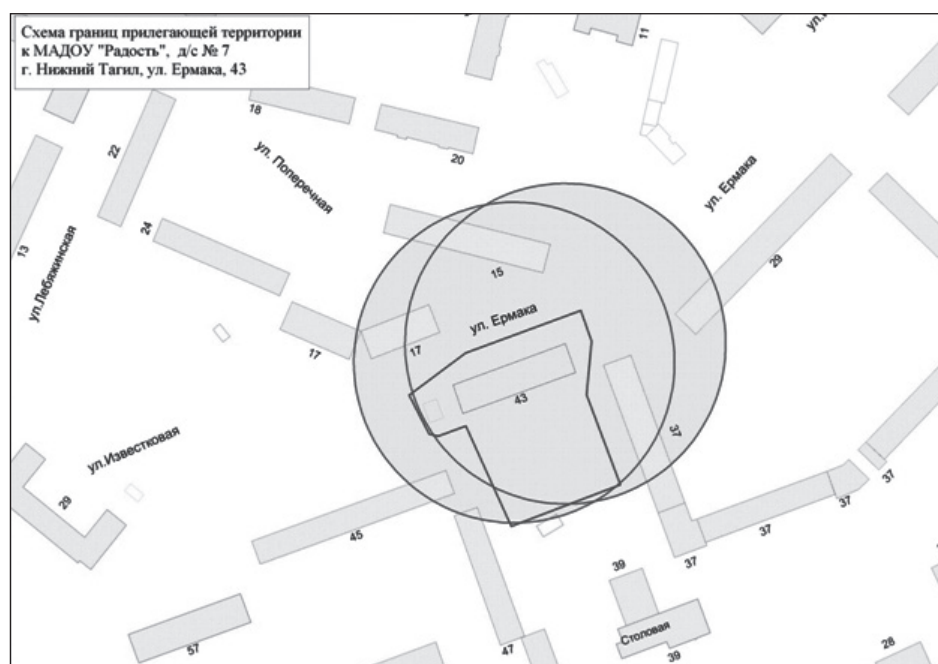 Схема границ прилегающей территории
к МАДОУ "Радость", д/с № 7
г. Нижний Тагил, ул. Ермака, 43
11
18
20
22
ул. Поперечная
ул. Ермака
13
24
ул.Лебяжинская
15
29
ул. Ермака
17
17
43
37
ул.Известковая
29
45
37
37
37
37
39
Столовая
57
47
39
28